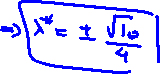 ⇒ λ* = ± √10/4